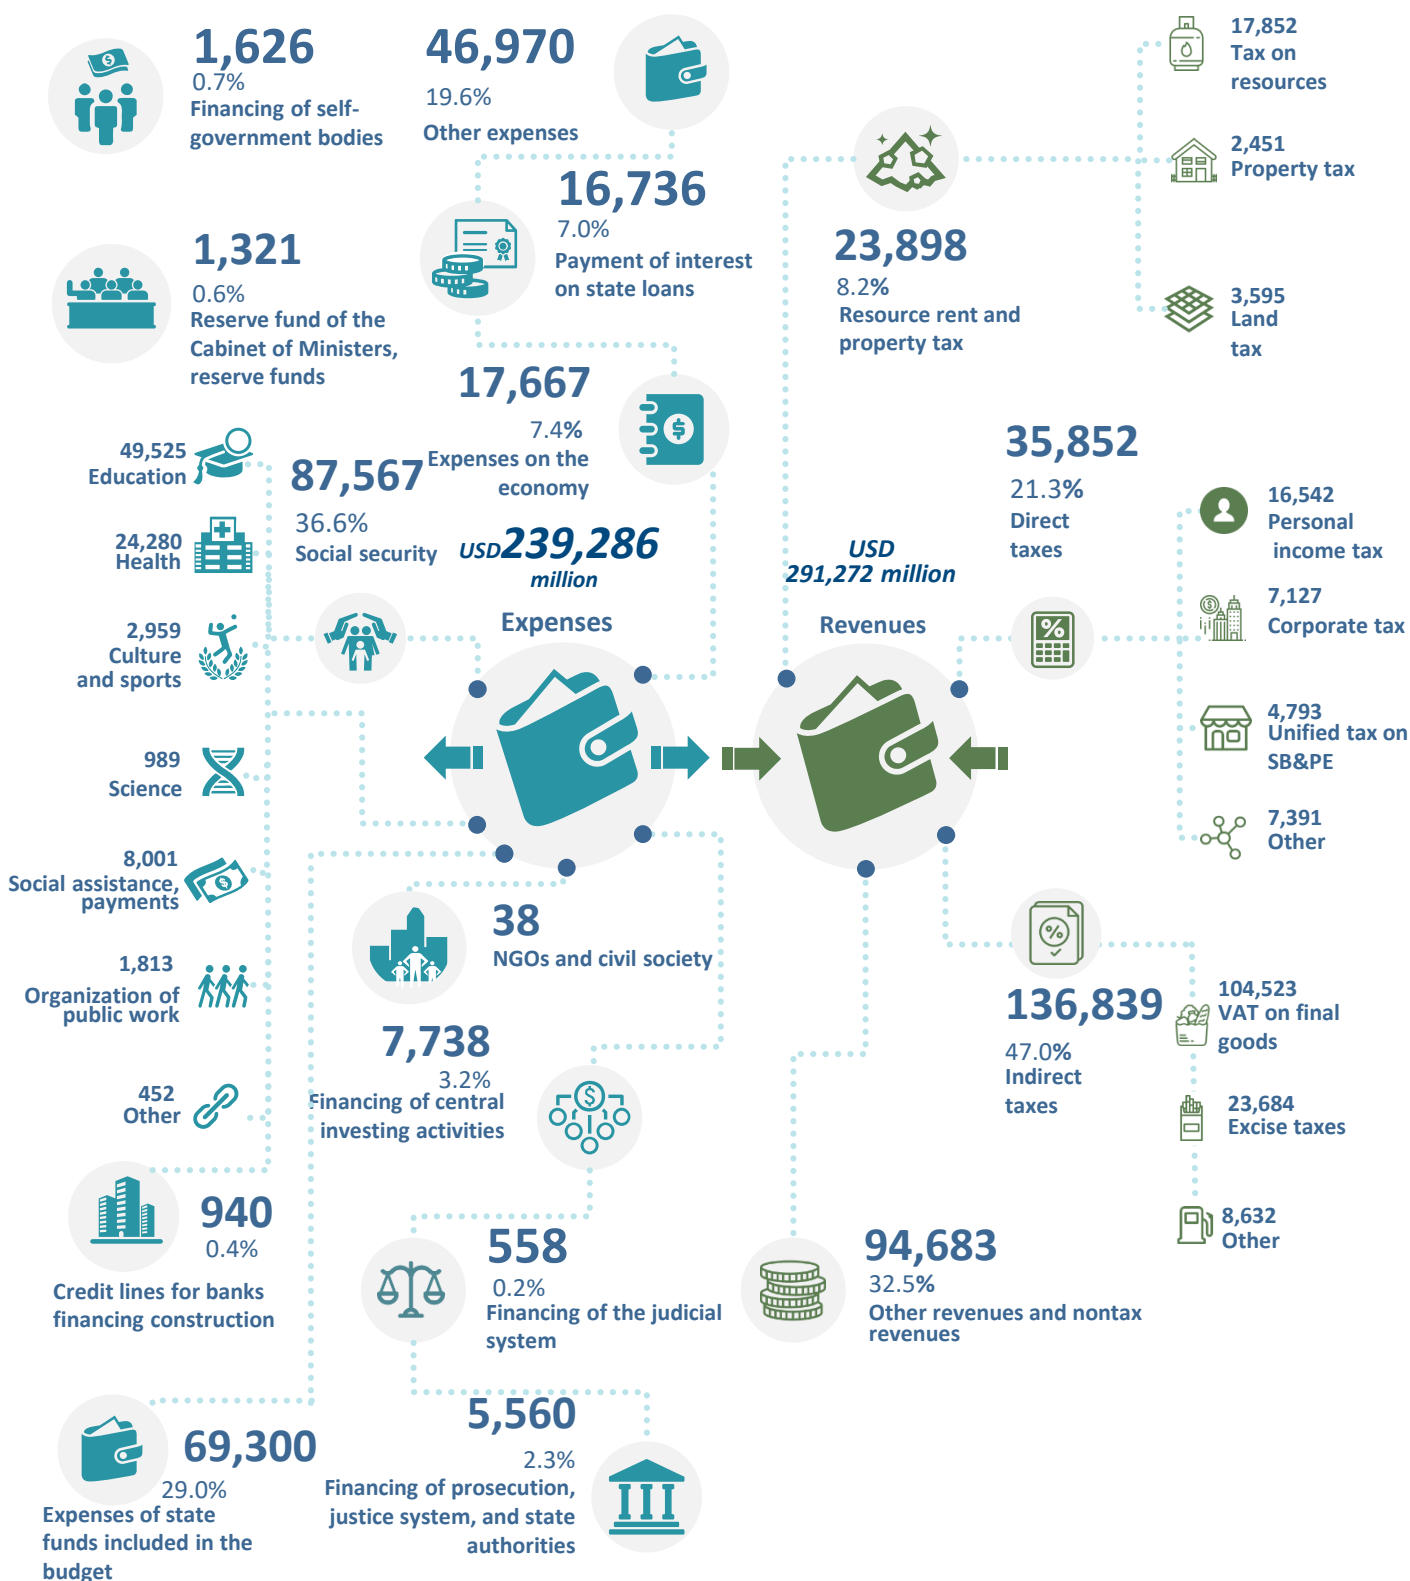 1,626
0.7%
Financing of self-
government bodies
46,970
19.6%
Other expenses
1,321
0.6%
Reserve fund of the
Cabinet of Ministers,
reserve funds
16,736
7.0%
Payment of interest
on state loans
17,667
7.4%
Expenses on the
economy
49,525
Education
24,280
Health
2,959
Culture
and sports
989
Science
8,001
Social assistance,
payments
1,813
Organization of
public work
452
Other
87,567
36.6%
Social security
USD239,286
million
Expenses
940
0.4%
Credit lines for banks
financing construction
69,300
29.0%
Expenses of state
funds included in the
budget
38
NGOs and civil society
7,738
3.2%
Financing of central
investing activities
558
0.2%
Financing of the judicial
system
5,560
2.3%
Financing of prosecution,
justice system, and state
authorities
USD
291,272 million
Revenues
23,898
8.2%
Resource rent and
property tax
17,852
Tax on
resources
2,451
Property tax
3,595
Land
tax
35,852
21.3%
Direct
taxes
16,542
Personal
income tax
7,127
Corporate tax
4,793
Unified tax on
SB&PE
7,391
Other
136,839
47.0%
Indirect
taxes
104,523
VAT on final
goods
23,684
Excise taxes
8,632
Other
94,683
32.5%
Other revenues and nontax
revenues